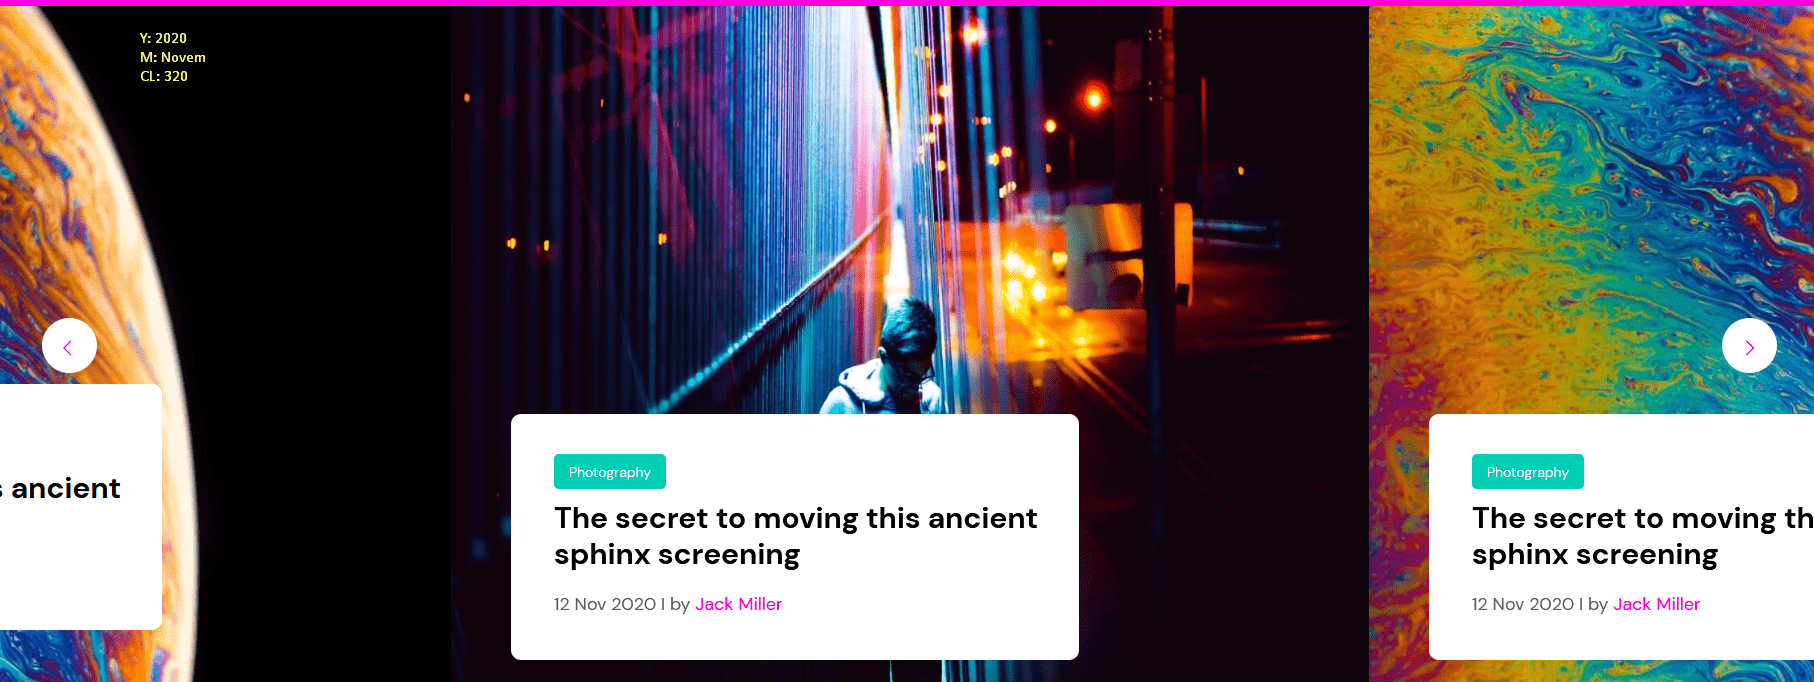 Y: 2020
M: Novem
CL: 320
s ancient
Photography
The secret to moving this ancient
sphinx screening
12 Nov 2020 I by Jack Miller
Photography
The secret to moving th
sphinx screening
12 Nov 2020 I by Jack Miller